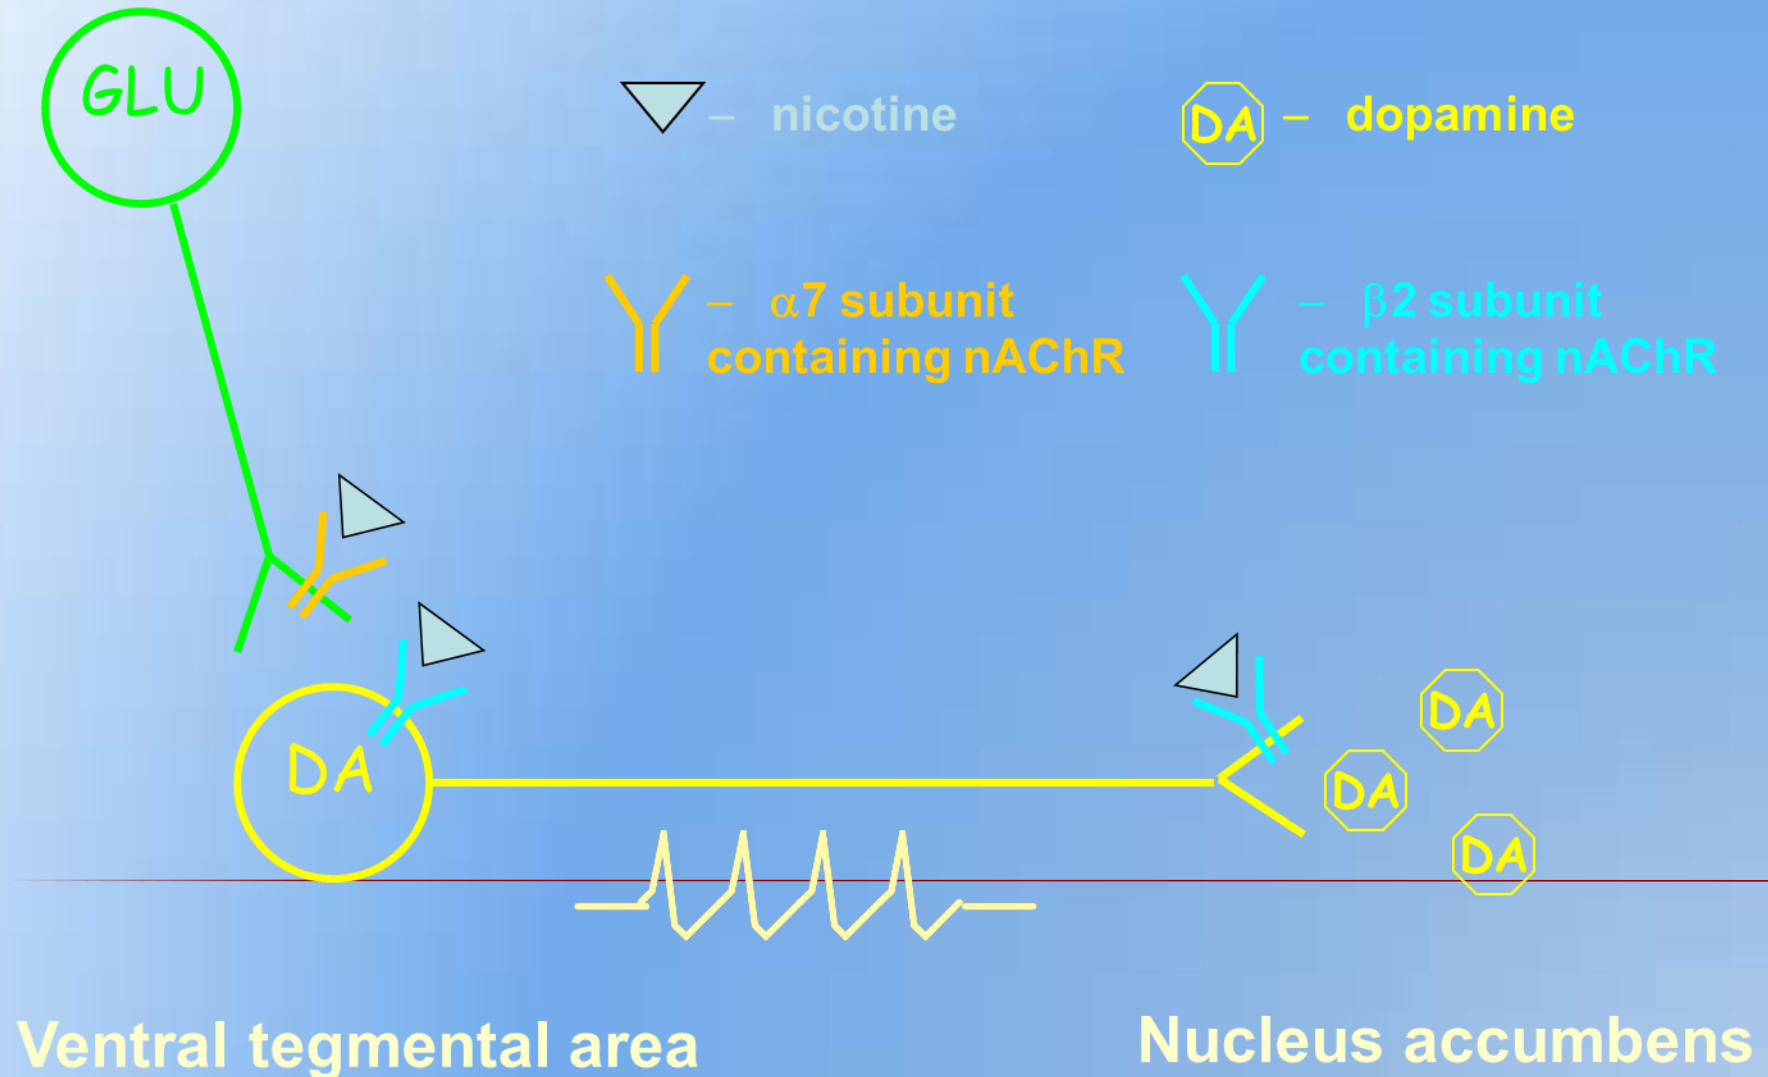 GLU
– nicotine
DA – dopamine
– α7 subunit
containing nAChR
– β2 subunit
containing nAChR
DA
DA
DA
DA
Ventral tegmental area
Nucleus accumbens